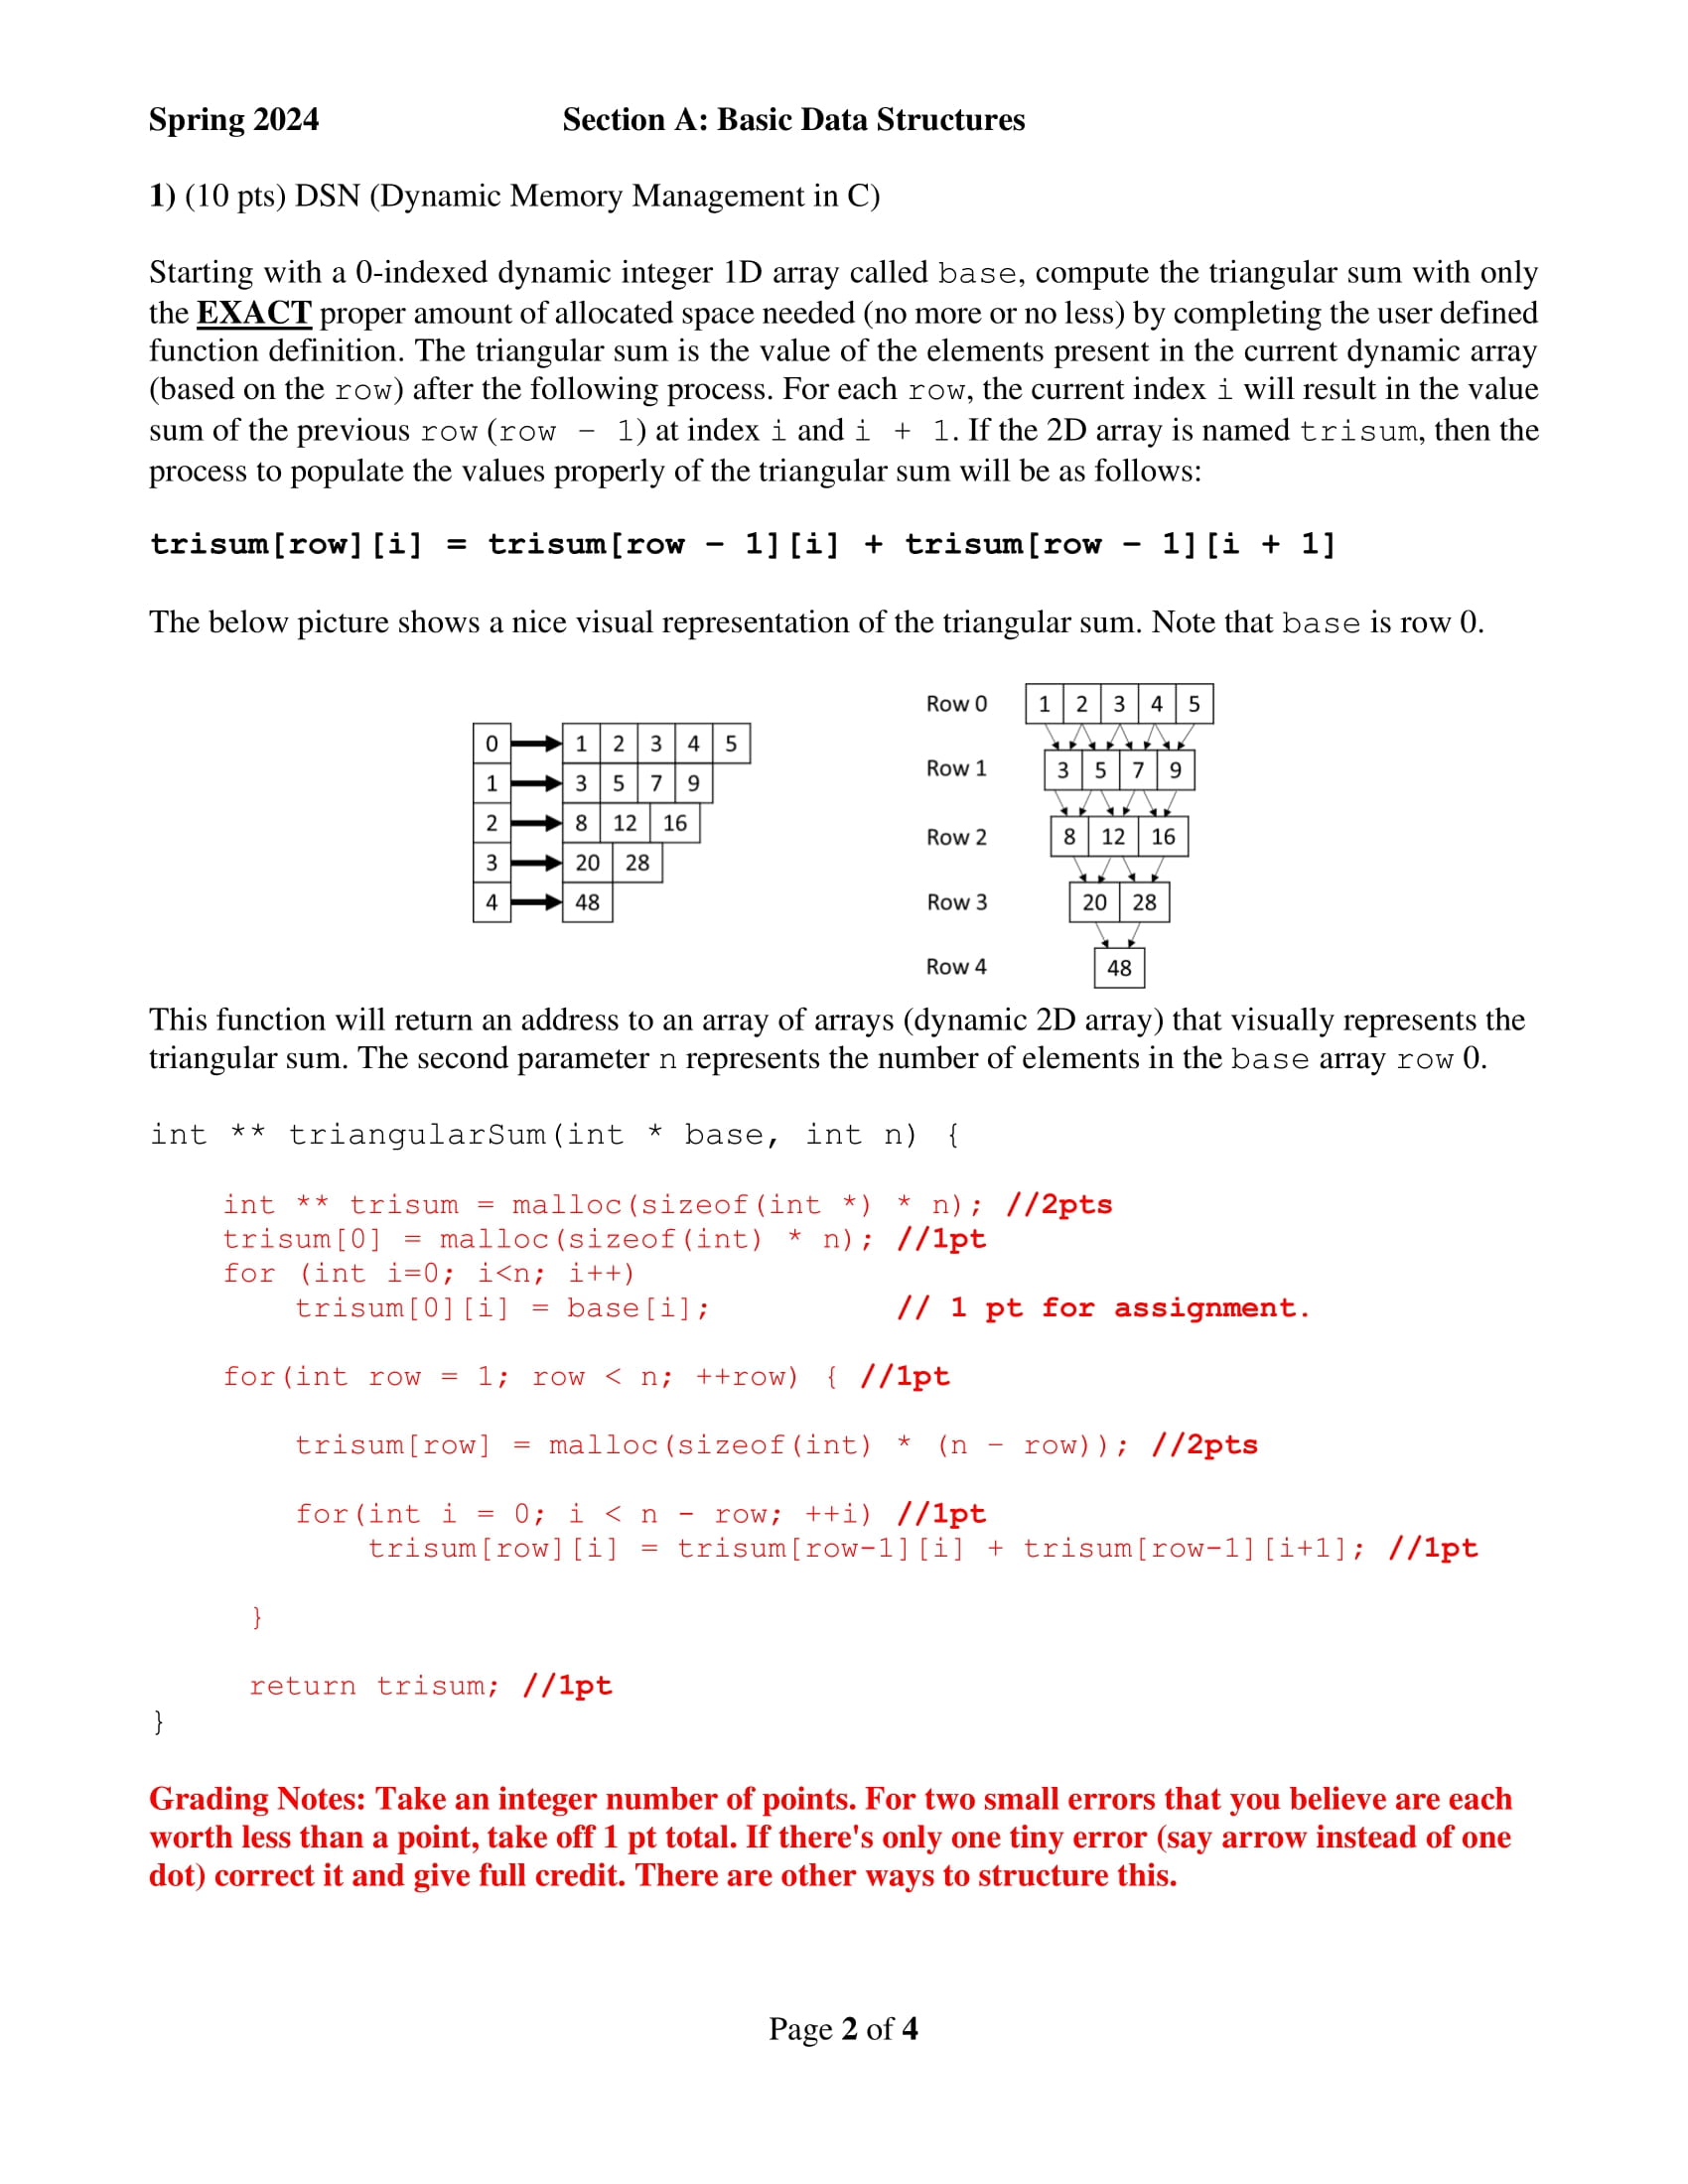 Spring 2024 Section A: Basic Data Structures
1) (10 pts) DSN (Dynamic Memory Management in C)
Starting with a 0-indexed dynamic integer 1D array called base, compute the triangular sum with only
the EXACT proper amount of allocated space needed (no more or no less) by completing the user defined
function definition. The triangular sum is the value of the elements present in the current dynamic array
(based on the row) after the following process. For each row, the current index i will result in the value
sum of the previous row (row - 1) at index i and i + 1. If the 2D array is named trisum, then the
process to populate the values properly of the triangular sum will be as follows:
trisum[row][i] = trisum[row - 1][i] + trisum[row - 1][i + 1]
The below picture shows a nice visual representation of the triangular sum. Note that base is row 0.
0 1 2 3 4 5
1 3 5 7 9
2 8 12 16
3 20 28
4 48
Row 0 1 2 3 4 5
Row 1 3 5 7 9
Row 2 8 12 16
Row 3 20 28
Row 4 48
This function will return an address to an array of arrays (dynamic 2D array) that visually represents the
triangular sum. The second parameter n represents the number of elements in the base array row 0.
int ** triangularSum(int * base, int n) {
int ** trisum = malloc(sizeof(int *) * n); //2pts
trisum[0] = malloc(sizeof(int) * n); //1pt
for (int i=0; i<n; i++)
trisum[0][i] = base[i]; // 1 pt for assignment.
for(int row = 1; row < n; ++row) { //1pt
trisum[row] = malloc(sizeof(int) * (n - row)); //2pts
for(int i = 0; i < n - row; ++i) //1pt
trisum[row][i] = trisum[row-1][i] + trisum[row-1][i+1]; //1pt
}
return trisum; //1pt
}
Grading Notes: Take an integer number of points. For two small errors that you believe are each
worth less than a point, take off 1 pt total. If there's only one tiny error (say arrow instead of one
dot) correct it and give full credit. There are other ways to structure this.
Page 2 of 4